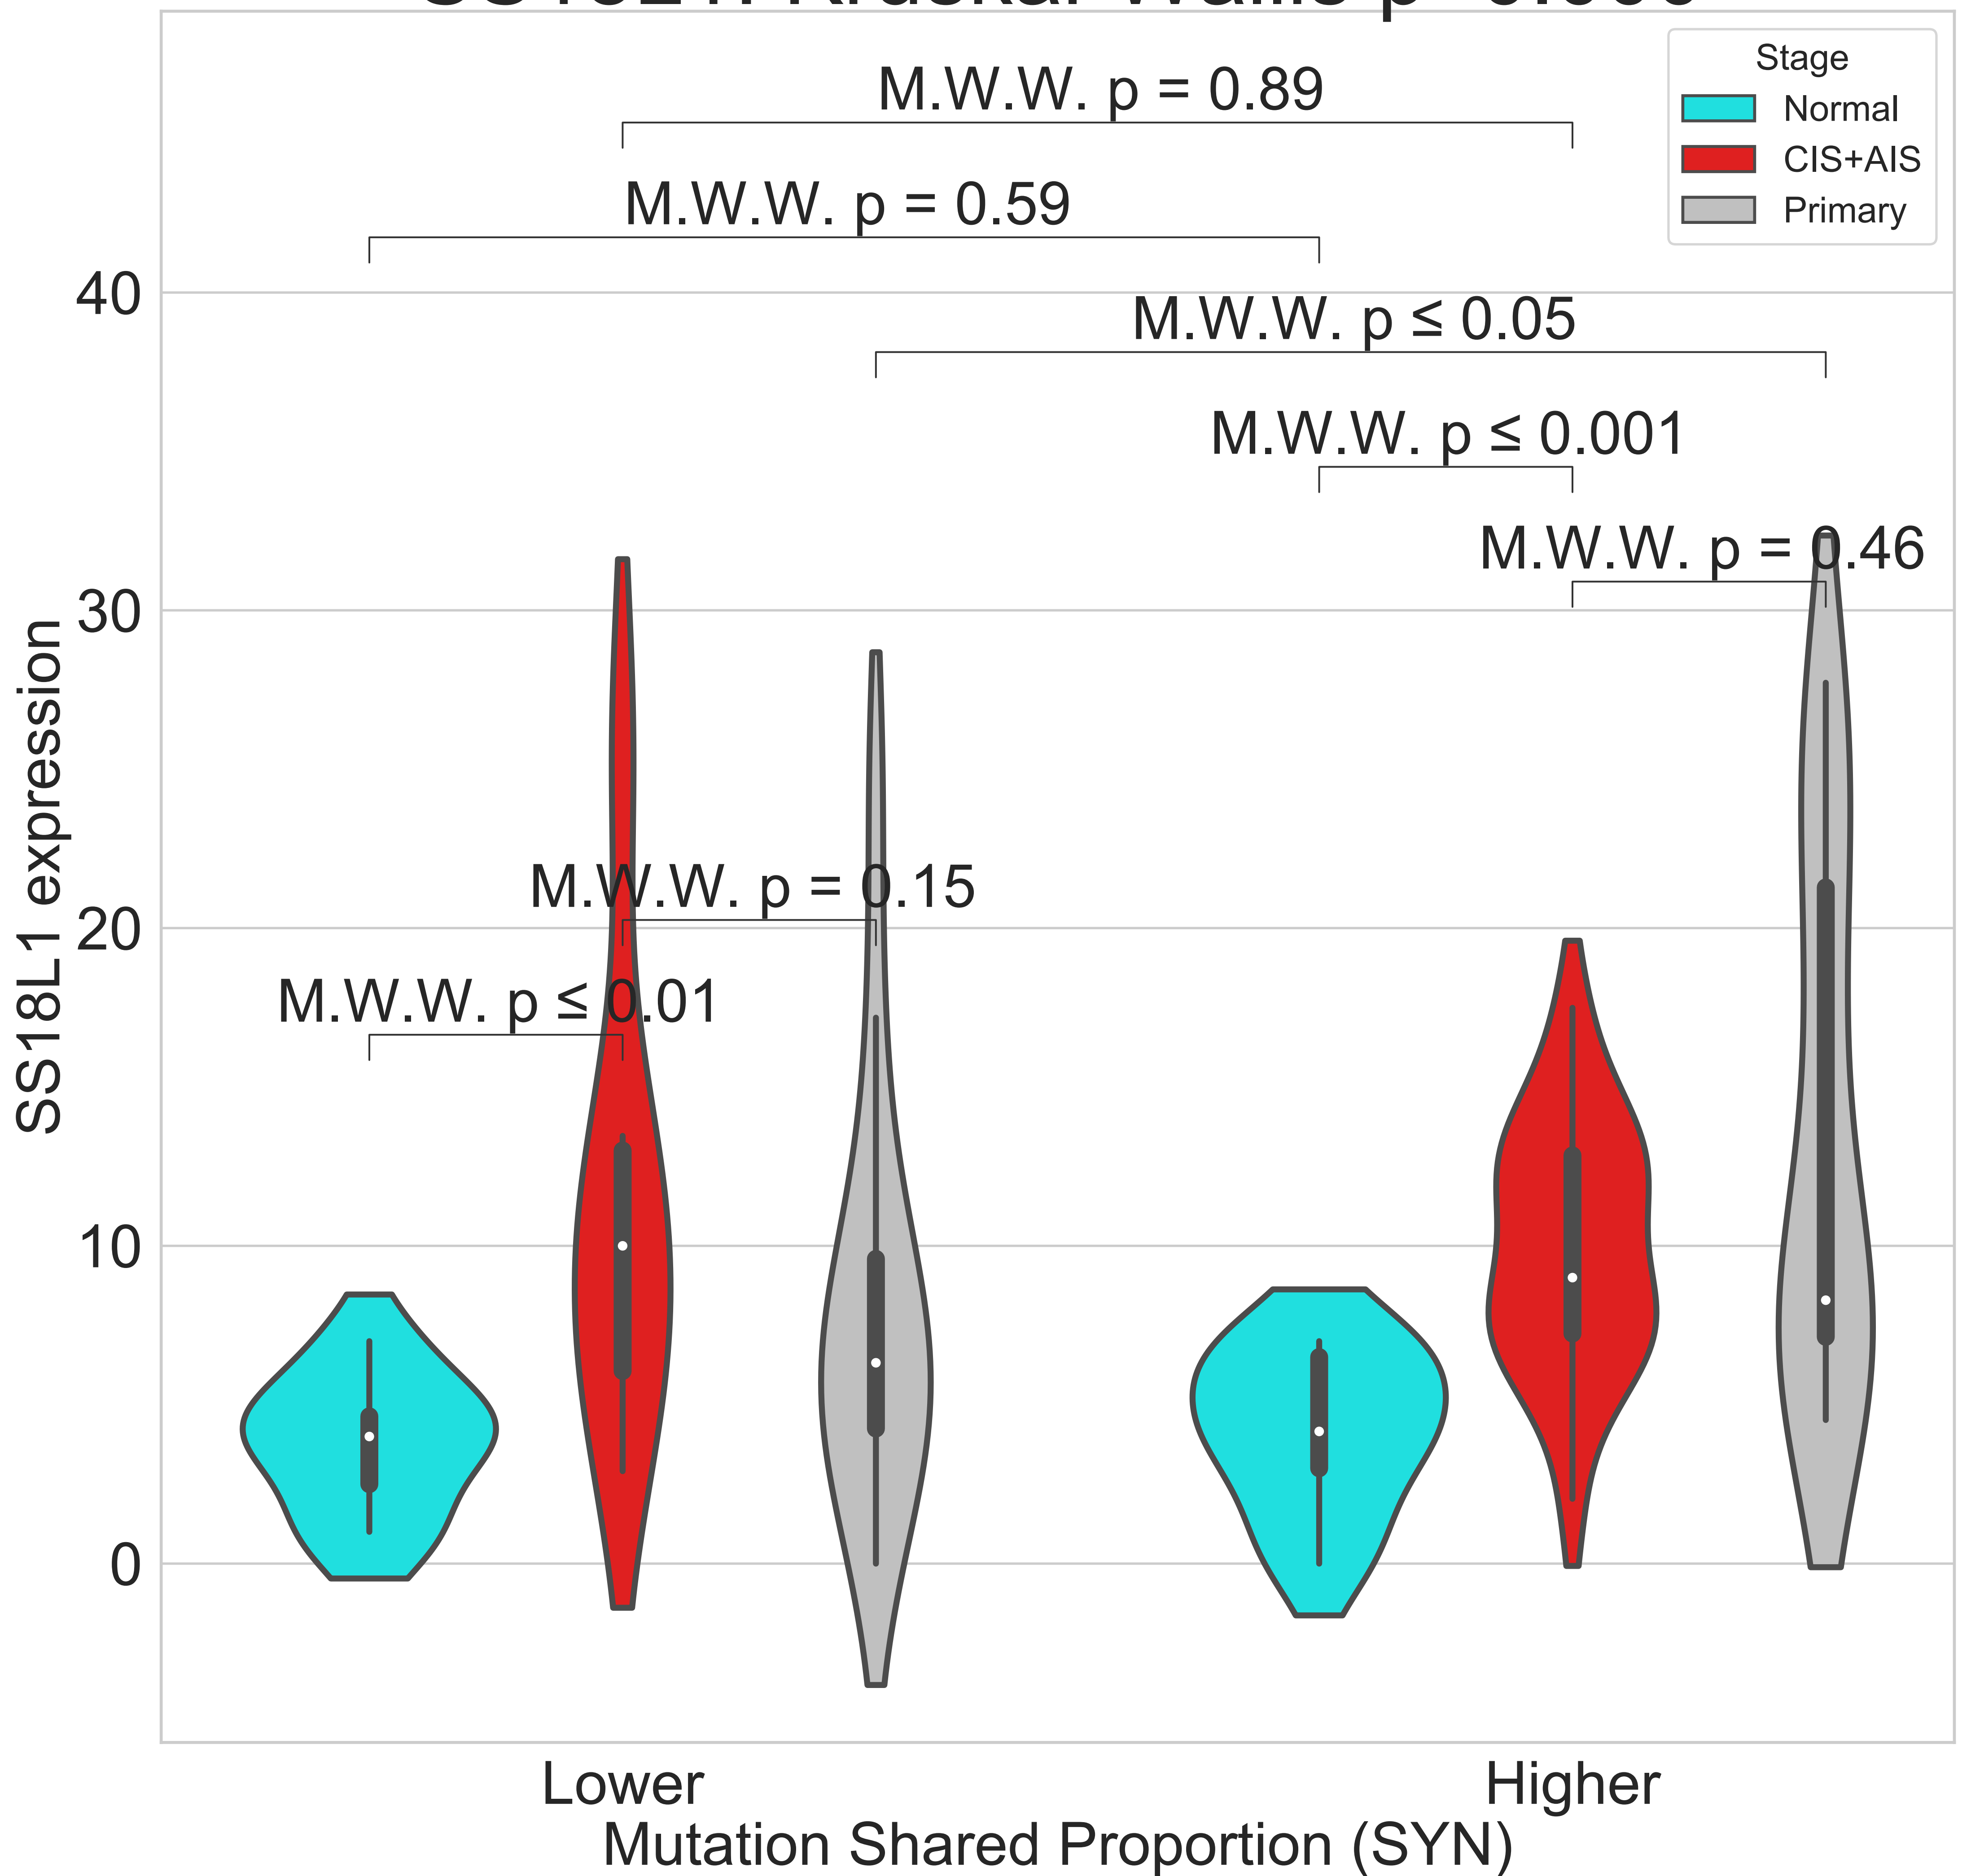 Stage
Normal
CIS+AIS
Primary
M.W.W. p = 0.89
M.W.W. p = 0.59
M.W.W. p ≤ 0.05
M.W.W. p ≤ 0.001
M.W.W. p = 0.46
M.W.W. p = 0.15
M.W.W. p ≤ 0.01
SS18L1 expression
40
30
20
10
0
Lower
Higher
Mutation Shared Proportion (SYN)